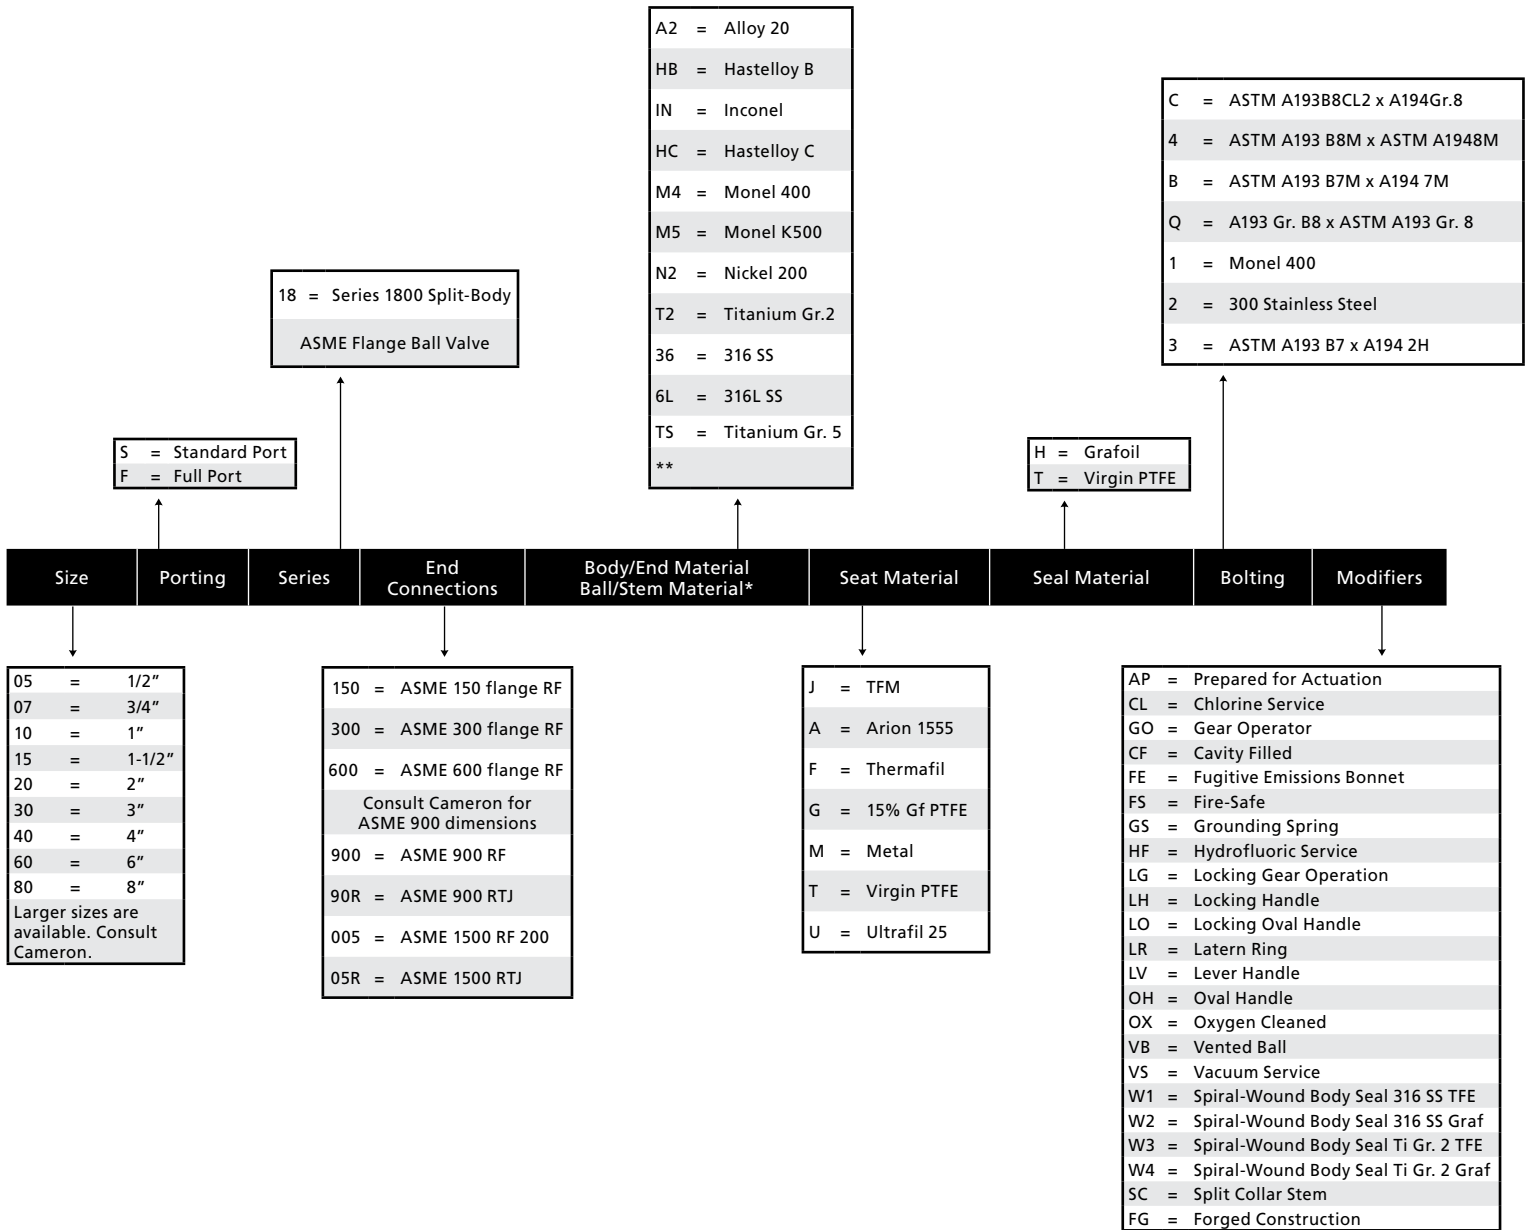 A2 = Alloy 20
HB = Hastelloy B
IN = Inconel
HC = Hastelloy C
M4 = Monel 400
M5 = Monel K500
N2 = Nickel 200
T2 = Titanium Gr.2
36 = 316 SS
6L = 316L SS
TS = Titanium Gr. 5
**
C = ASTM A193B8CL2 x A194Gr.8
4 = ASTM A193 B8M x ASTM A1948M
B = ASTM A193 B7M x A194 7M
Q = A193 Gr. B8 x ASTM A193 Gr. 8
1 = Monel 400
2 = 300 Stainless Steel
3 = ASTM A193 B7 x A194 2H
18 = Series 1800 Split-Body
ASME Flange Ball Valve
S = Standard Port
F = Full Port
H = Grafoil
T = Virgin PTFE
Size
Porting
Series
End
Connections
Body/End Material
Ball/Stem Material*
Seat Material
Seal Material
Bolting
Modifiers
05 = 1/2"
07 = 3/4"
10 = 1"
15 = 1-1/2"
20 = 2"
30 = 3"
40 = 4"
60 = 6"
80 = 8"
Larger sizes are
available. Consult
Cameron.
150 = ASME 150 flange RF
300 = ASME 300 flange RF
600 = ASME 600 flange RF
Consult Cameron for
ASME 900 dimensions
900 = ASME 900 RF
90R = ASME 900 RTJ
005 = ASME 1500 RF 200
05R = ASME 1500 RTJ
J = TFM
A = Arion 1555
F = Thermafil
G = 15% Gf PTFE
M = Metal
T = Virgin PTFE
U = Ultrafil 25
AP = Prepared for Actuation
CL = Chlorine Service
GO = Gear Operator
CF = Cavity Filled
FE = Fugitive Emissions Bonnet
FS = Fire-Safe
GS = Grounding Spring
HF = Hydrofluoric Service
LG = Locking Gear Operation
LH = Locking Handle
LO = Locking Oval Handle
LR = Latern Ring
LV = Lever Handle
OH = Oval Handle
OX = Oxygen Cleaned
VB = Vented Ball
VS = Vacuum Service
W1 = Spiral-Wound Body Seal 316 SS TFE
W2 = Spiral-Wound Body Seal 316 SS Graf
W3 = Spiral-Wound Body Seal Ti Gr. 2 TFE
W4 = Spiral-Wound Body Seal Ti Gr. 2 Graf
SC = Split Collar Stem
FG = Forged Construction